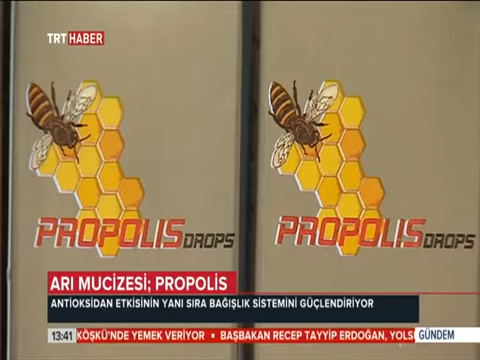 TRT HABER
PROPOLIS DROPS
PROPOLIS DROPS
ARI MUCİZESİ; PROPOLİS
ANTİOKSİDAN ETKİSİNİN YANI SIRA BAĞIŞLIK SİSTEMİNİ GÜÇLENDİRİYOR
13:41 KÖŞKÜ'NDE YEMEK VERİYOR BAŞBAKAN RECEP TAYYİP ERDOĞAN, YOLS GÜNDEM